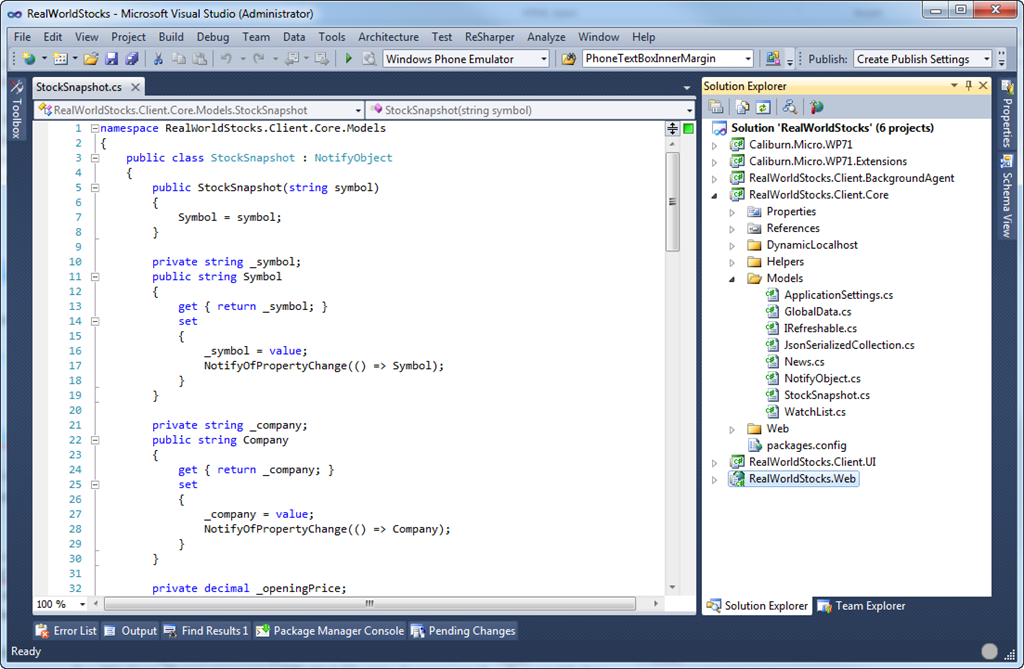 RealWorldStocks - Microsoft Visual Studio (Administrator)
File Edit View Project Build Debug Team Data Tools Architecture Test ReSharper Analyze Window Help
Windows Phone Emulator PhoneTextBoxInnerMargin Publish: Create Publish Settings
Toolbox
StockSnapshot.cs
RealWorldStocks.Client.Core.Models.StockSnapshot StockSnapshot(string symbol)
1 namespace RealWorldStocks.Client.Core.Models
2 {
3 public class StockSnapshot : NotifyObject
4 {
5 public StockSnapshot(string symbol)
6 {
7 Symbol = symbol;
8 }
9
10 private string _symbol;
11 public string Symbol
12 {
13 get { return _symbol; }
14 set
15 {
16 _symbol = value;
17 NotifyOfPropertyChange(() => Symbol);
18 }
19 }
20
21 private string _company;
22 public string Company
23 {
24 get { return _company; }
25 set
26 {
27 _company = value;
28 NotifyOfPropertyChange(() => Company);
29 }
30 }
31
32 private decimal _openingPrice;
100 %
Solution Explorer
Solution 'RealWorldStocks' (6 projects)
Caliburn.Micro.WP71
Caliburn.Micro.WP71.Extensions
RealWorldStocks.Client.BackgroundAgent
RealWorldStocks.Client.Core
Properties
References
DynamicLocalhost
Helpers
Models
ApplicationSettings.cs
GlobalData.cs
IRefreshable.cs
JsonSerializedCollection.cs
News.cs
NotifyObject.cs
StockSnapshot.cs
WatchList.cs
Web
packages.config
RealWorldStocks.Client.UI
RealWorldStocks.Web
Solution Explorer Team Explorer
Properties
Schema View
Error List Output Find Results 1 Package Manager Console Pending Changes
Ready